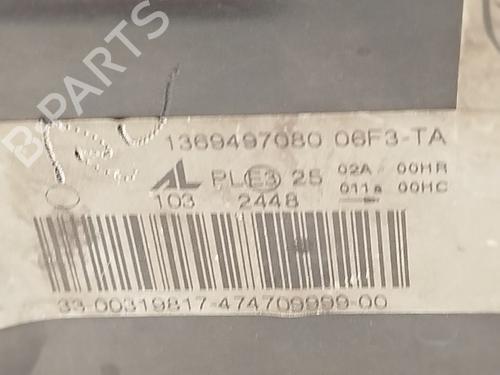 B-PARTS
1369497080 06F3-TA
AL PL E3 25 02A 00HR
103 2448 011a 00HC
33-00319817-474709999-00